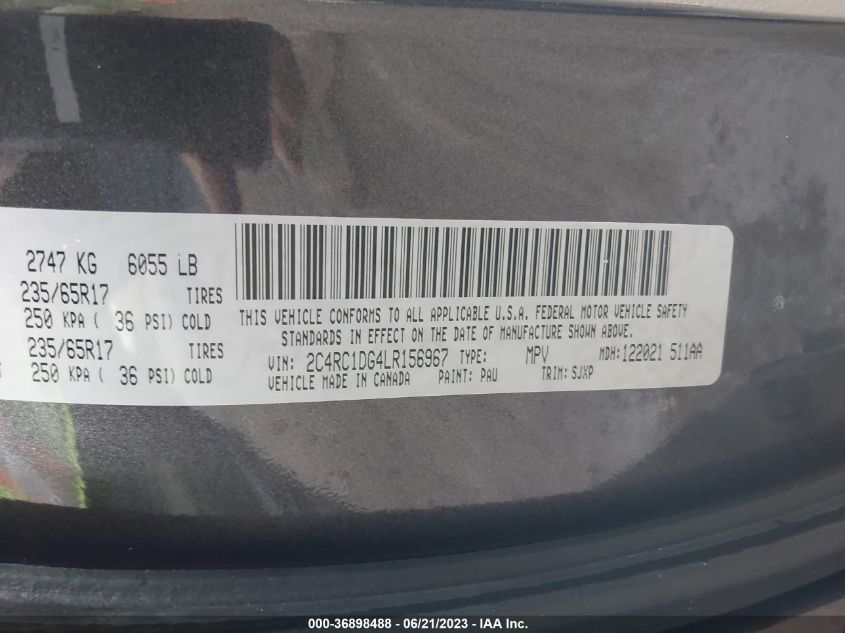 2747 KG 6055 LB
235/65R17 TIRES
250 KPA ( 36 PSI) COLD
235/65R17 TIRES
250 KPA ( 36 PSI) COLD
THIS VEHICLE CONFORMS TO ALL APPLICABLE U.S.A. FEDERAL MOTOR VEHICLE SAFETY
STANDARDS IN EFFECT ON THE DATE OF MANUFACTURE SHOWN ABOVE.
VIN: 2C4RC1DG4LR156967 TYPE: MPV MDH:122021 511AA
VEHICLE MADE IN CANADA PAINT: PAU TRIM: SJXP
000-36898488 - 06/21/2023 - IAA Inc.